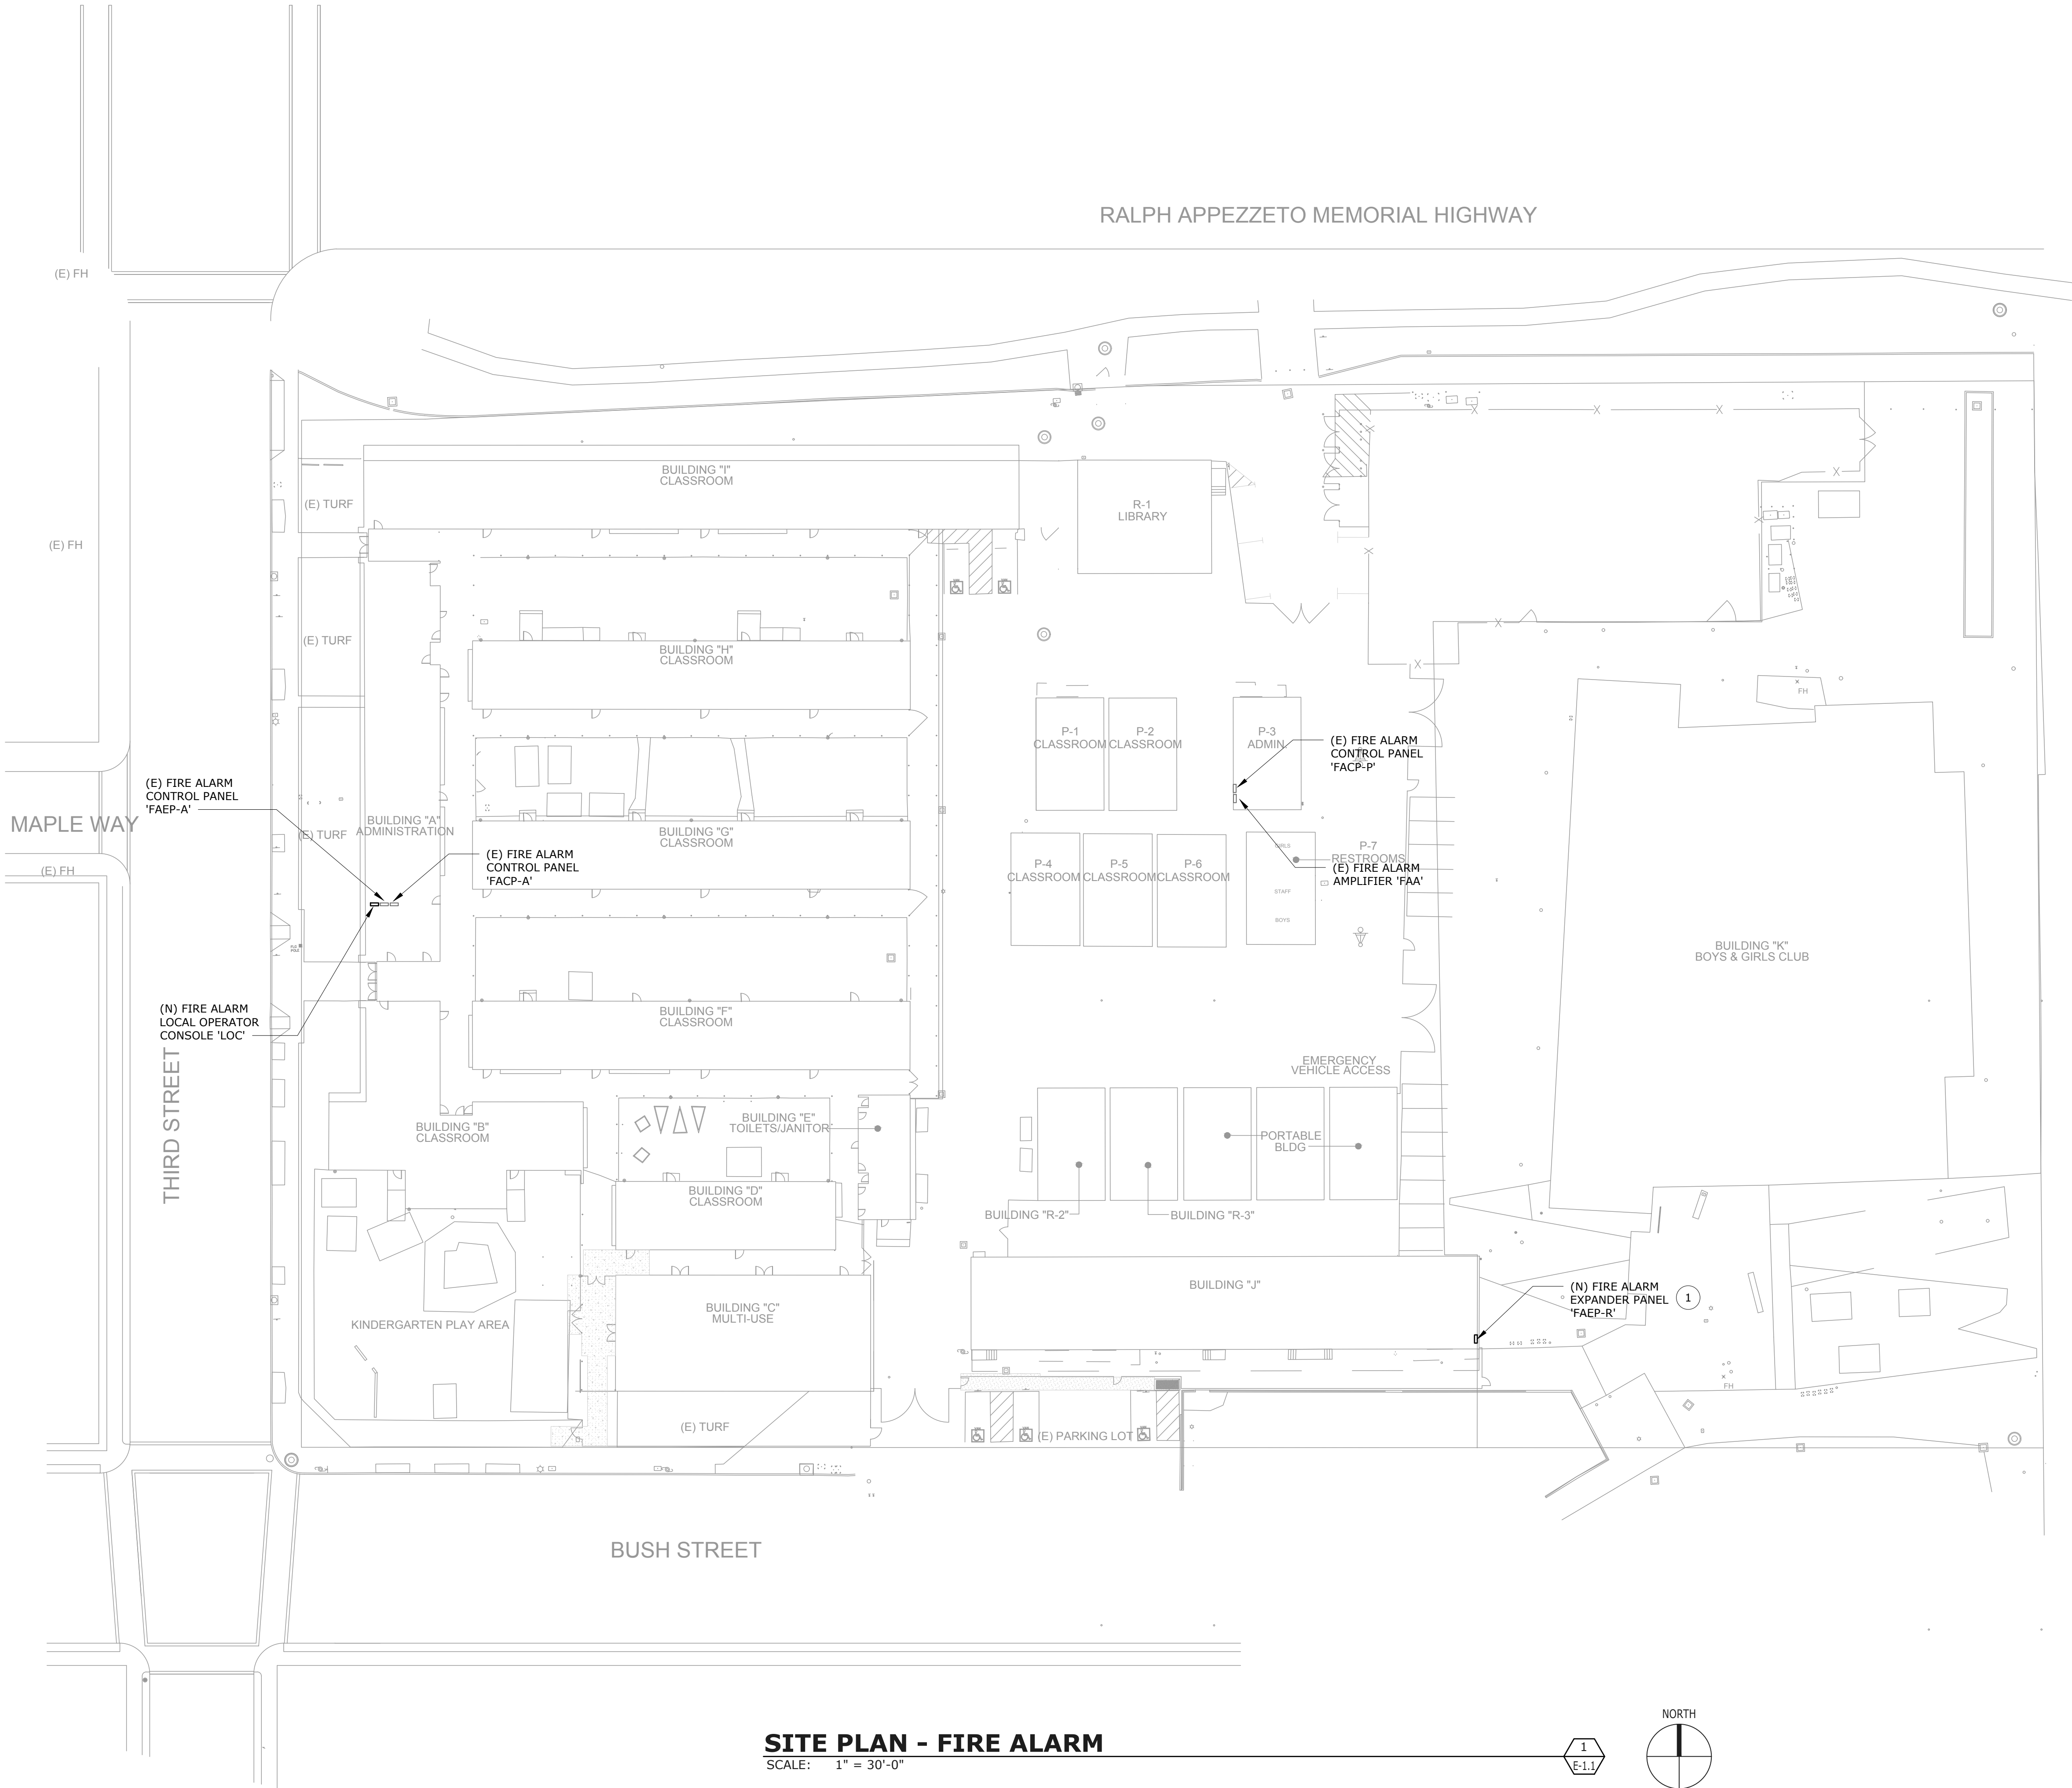 RALPH APPEZZETO MEMORIAL HIGHWAY
(E) FH
BUILDING "I"
CLASSROOM
R-1
LIBRARY
(E) TURF
(E) FH
(E) TURF
BUILDING "H"
CLASSROOM
FH
P-1
CLASSROOM
P-2
CLASSROOM
P-3
ADMIN.
(E) FIRE ALARM
CONTROL PANEL
'FACP-P'
(E) FIRE ALARM
CONTROL PANEL
'FAEP-A'
MAPLE WAY
(E) TURF
BUILDING "A"
ADMINISTRATION
BUILDING "G"
CLASSROOM
(E) FIRE ALARM
CONTROL PANEL
'FACP-A'
(E) FH
P-4
CLASSROOM
P-5
CLASSROOM
P-6
CLASSROOM
GIRLS
STAFF
BOYS
P-7
RESTROOMS
(E) FIRE ALARM
AMPLIFIER 'FAA'
BUILDING "K"
BOYS & GIRLS CLUB
(N) FIRE ALARM
LOCAL OPERATOR
CONSOLE 'LOC'
BUILDING "F"
CLASSROOM
EMERGENCY
VEHICLE ACCESS
THIRD STREET
BUILDING "B"
CLASSROOM
BUILDING "E"
TOILETS/JANITOR
PORTABLE
BLDG
BUILDING "D"
CLASSROOM
BUILDING "R-2"
BUILDING "R-3"
BUILDING "J"
(N) FIRE ALARM
EXPANDER PANEL
'FAEP-R'
1
BUILDING "C"
MULTI-USE
KINDERGARTEN PLAY AREA
FH
(E) TURF
(E) PARKING LOT
BUSH STREET
NORTH
SITE PLAN - FIRE ALARM
SCALE: 1" = 30'-0"
1
E-1.1